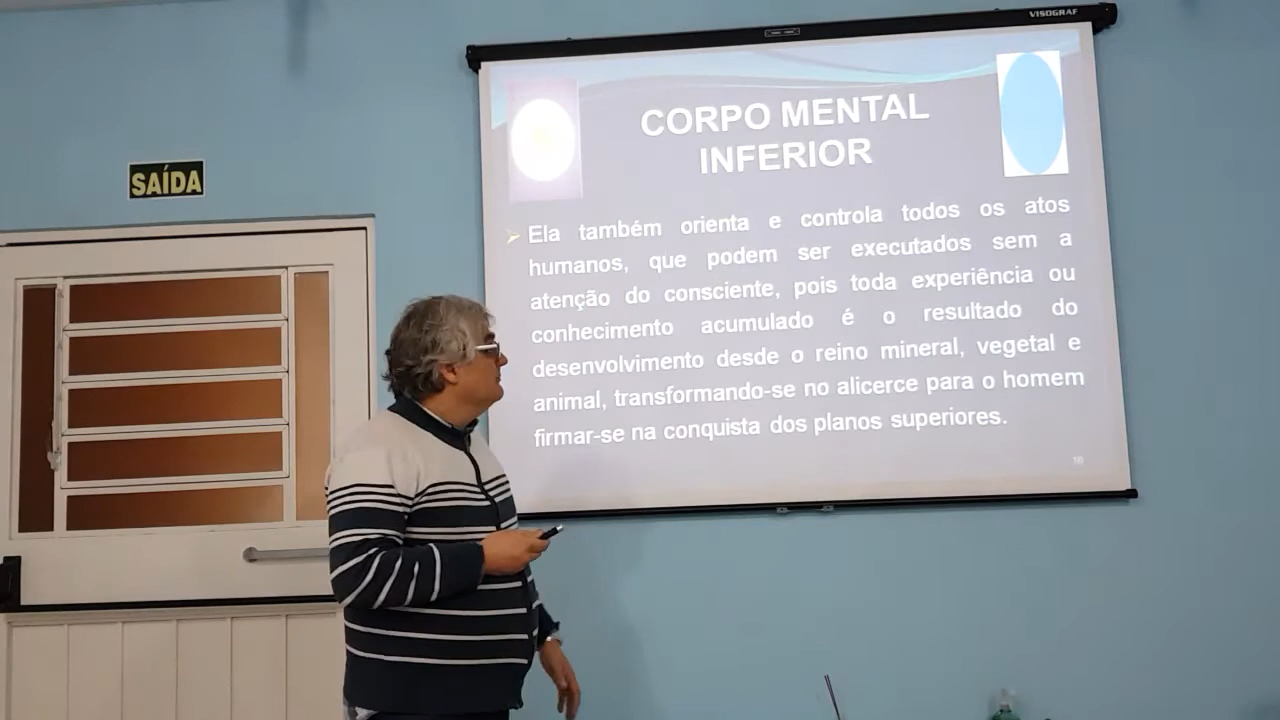 VISOGRAF
CORPO MENTAL
INFERIOR
SAÍDA
Ela também orienta e controla todos os atos
humanos, que podem ser executados sem a
atenção do consciente, pois toda experiência ou
conhecimento acumulado é o resultado do
desenvolvimento desde o reino mineral, vegetal e
animal, transformando-se no alicerce para o homem
firmar-se na conquista dos planos superiores.